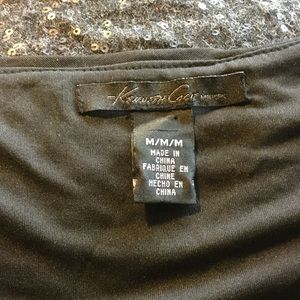 Kenneth Cole
M/M/M
MADE IN
CHINA
FABRIQUE EN
CHINE
HECHO EN
CHINA